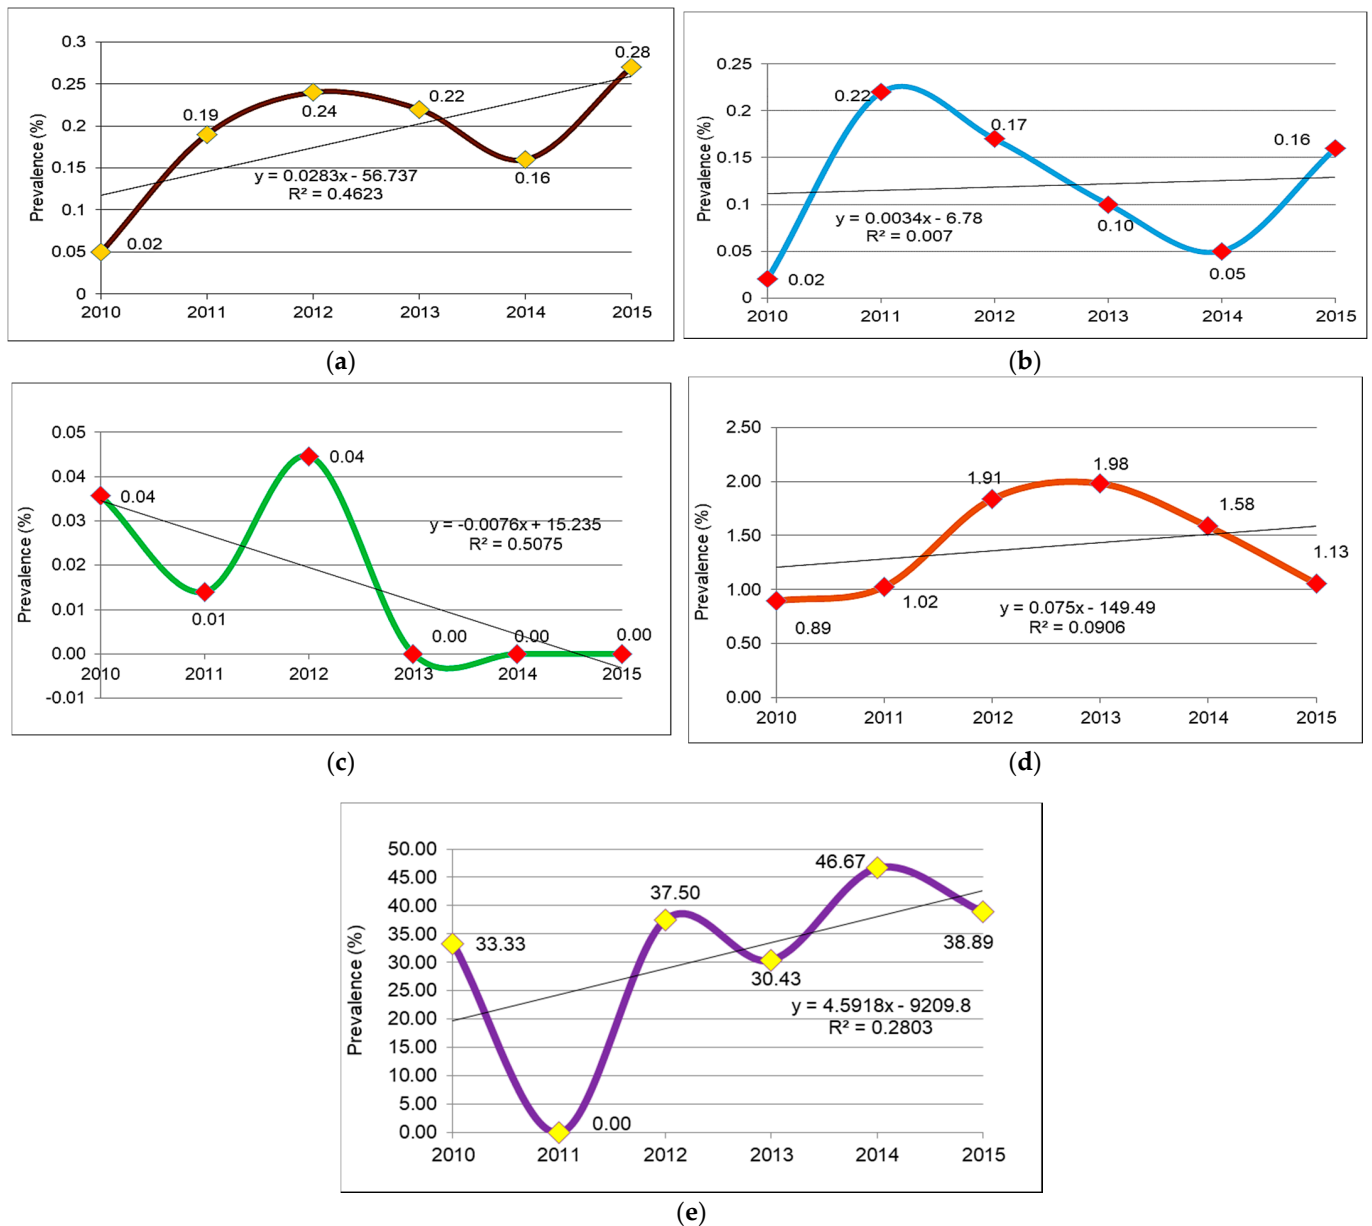 0.3
0.25
0.2
0.15
0.1
0.05
0
Prevalence (%)
0.02
0.19
0.24
0.22
0.16
0.28
y = 0.0283x - 56.737
R² = 0.4623
2010 2011 2012 2013 2014 2015
(a)
0.25
0.2
0.15
0.1
0.05
0
Prevalence (%)
0.02
0.22
0.17
0.10
0.05
0.16
y = 0.0034x - 6.78
R² = 0.007
2010 2011 2012 2013 2014 2015
(b)
0.05
0.04
0.03
0.02
0.01
0.00
-0.01
Prevalence (%)
0.04
0.01
0.04
0.00
0.00
0.00
y = -0.0076x + 15.235
R² = 0.5075
2010 2011 2012 2013 2014 2015
(c)
2.50
2.00
1.50
1.00
0.50
0.00
Prevalence (%)
0.89
1.02
1.91
1.98
1.58
1.13
y = 0.075x - 149.49
R² = 0.0906
2010 2011 2012 2013 2014 2015
(d)
50.00
45.00
40.00
35.00
30.00
25.00
20.00
15.00
10.00
5.00
0.00
Prevalence (%)
33.33
0.00
37.50
30.43
46.67
38.89
y = 4.5918x - 9209.8
R² = 0.2803
2010 2011 2012 2013 2014 2015
(e)